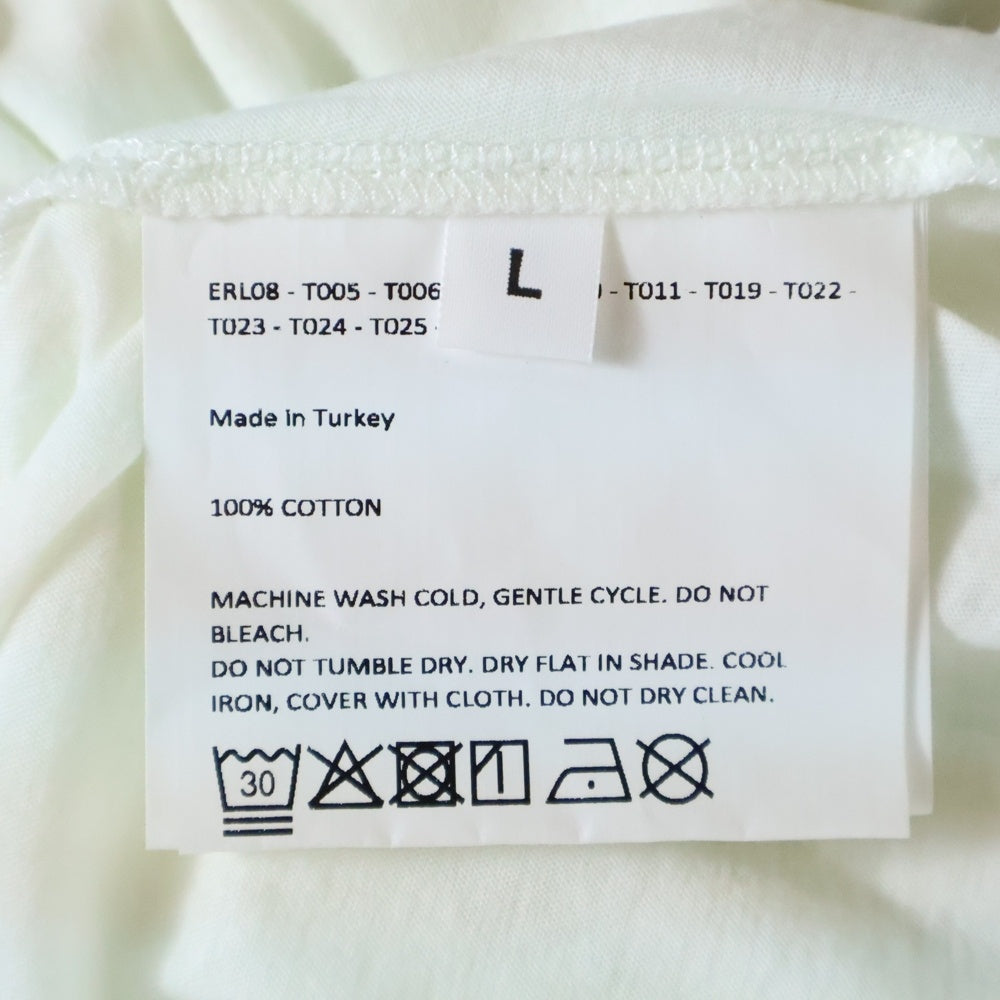 L
ERL08 - T005 - T006 - T011 - T019 - T022 -
T023 - T024 - T025
Made in Turkey
100% COTTON
MACHINE WASH COLD, GENTLE CYCLE. DO NOT
BLEACH.
DO NOT TUMBLE DRY. DRY FLAT IN SHADE. COOL
IRON, COVER WITH CLOTH. DO NOT DRY CLEAN.
30